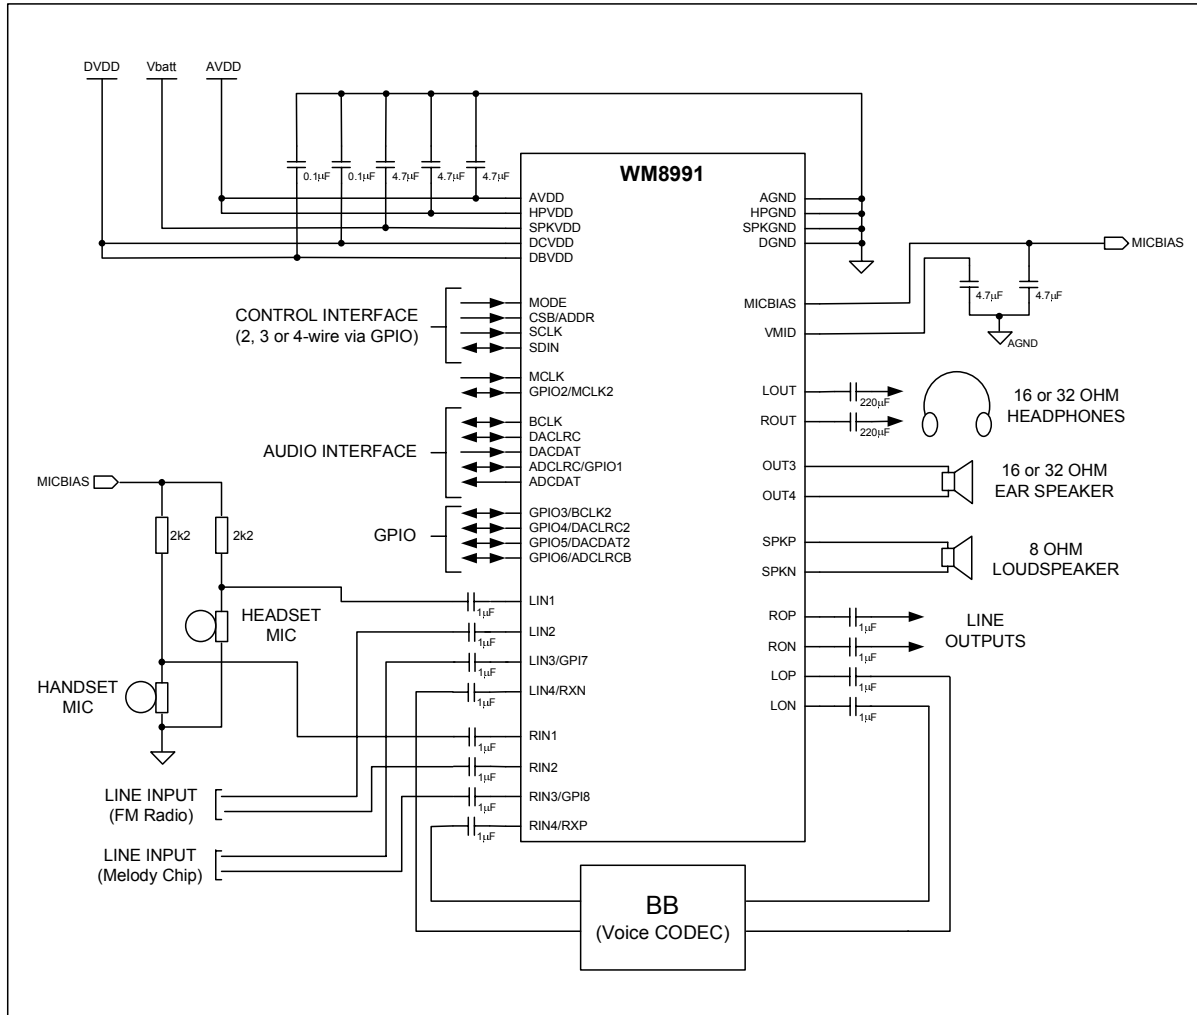 DVDD Vbatt AVDD
0.1µF 0.1µF 4.7µF 4.7µF 4.7µF
WM8991
AVDD
HPVDD
SPKVDD
DCVDD
DBVDD
AGND
HPGND
SPKGND
DGND
MICBIAS
MICBIAS
VMID
4.7µF 4.7µF
AGND
CONTROL INTERFACE
(2, 3 or 4-wire via GPIO)
MODE
CSB/ADDR
SCLK
SDIN
MCLK
GPIO2/MCLK2
AUDIO INTERFACE
BCLK
DACLRC
DACDAT
ADCLRC/GPIO1
ADCDAT
GPIO
GPIO3/BCLK2
GPIO4/DACLRC2
GPIO5/DACDAT2
GPIO6/ADCLRCB
LOUT
220µF
ROUT
220µF
16 or 32 OHM
HEADPHONES
OUT3
OUT4
16 or 32 OHM
EAR SPEAKER
SPKP
SPKN
8 OHM
LOUDSPEAKER
ROP
1µF
RON
1µF
LOP
1µF
LON
1µF
LINE
OUTPUTS
MICBIAS
2k2 2k2
HEADSET
MIC
HANDSET
MIC
1µF
LIN1
1µF
LIN2
1µF
LIN3/GPI7
1µF
LIN4/RXN
1µF
RIN1
1µF
RIN2
1µF
RIN3/GPI8
1µF
RIN4/RXP
LINE INPUT
(FM Radio)
LINE INPUT
(Melody Chip)
BB
(Voice CODEC)